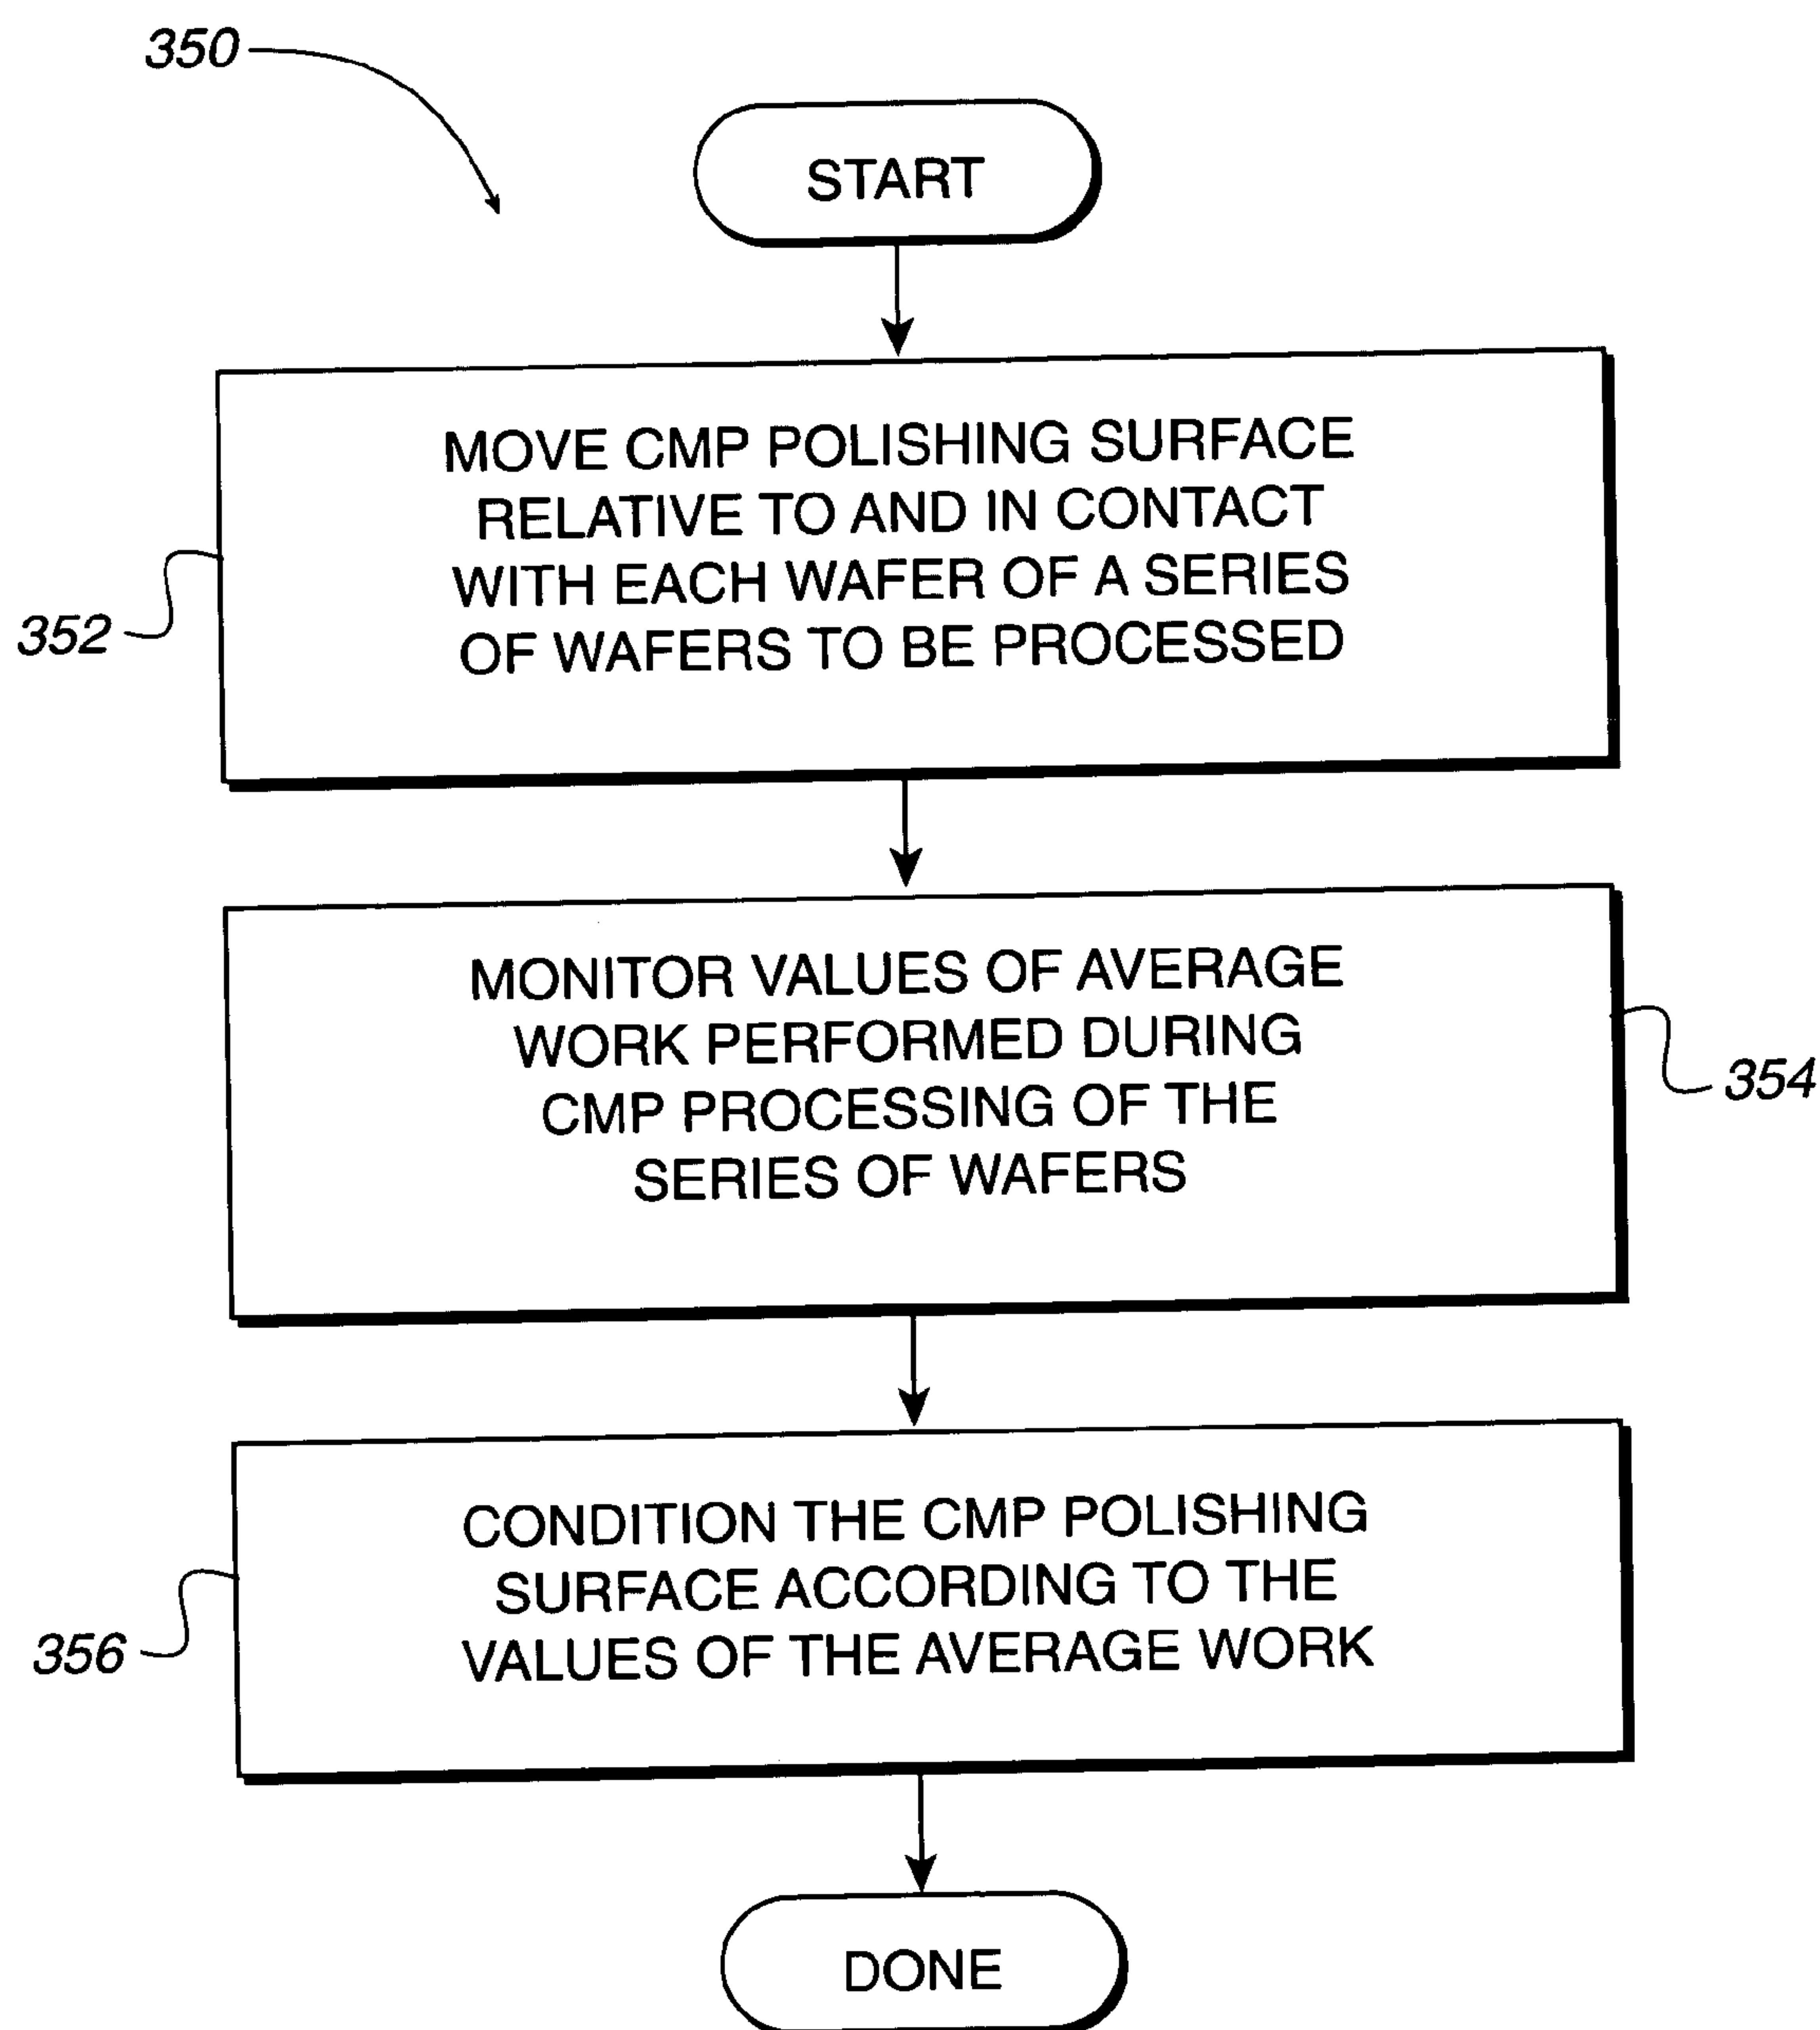 350
START
MOVE CMP POLISHING SURFACE
RELATIVE TO AND IN CONTACT
WITH EACH WAFER OF A SERIES
OF WAFERS TO BE PROCESSED
352
MONITOR VALUES OF AVERAGE
WORK PERFORMED DURING
CMP PROCESSING OF THE
SERIES OF WAFERS
354
CONDITION THE CMP POLISHING
SURFACE ACCORDING TO THE
VALUES OF THE AVERAGE WORK
356
DONE